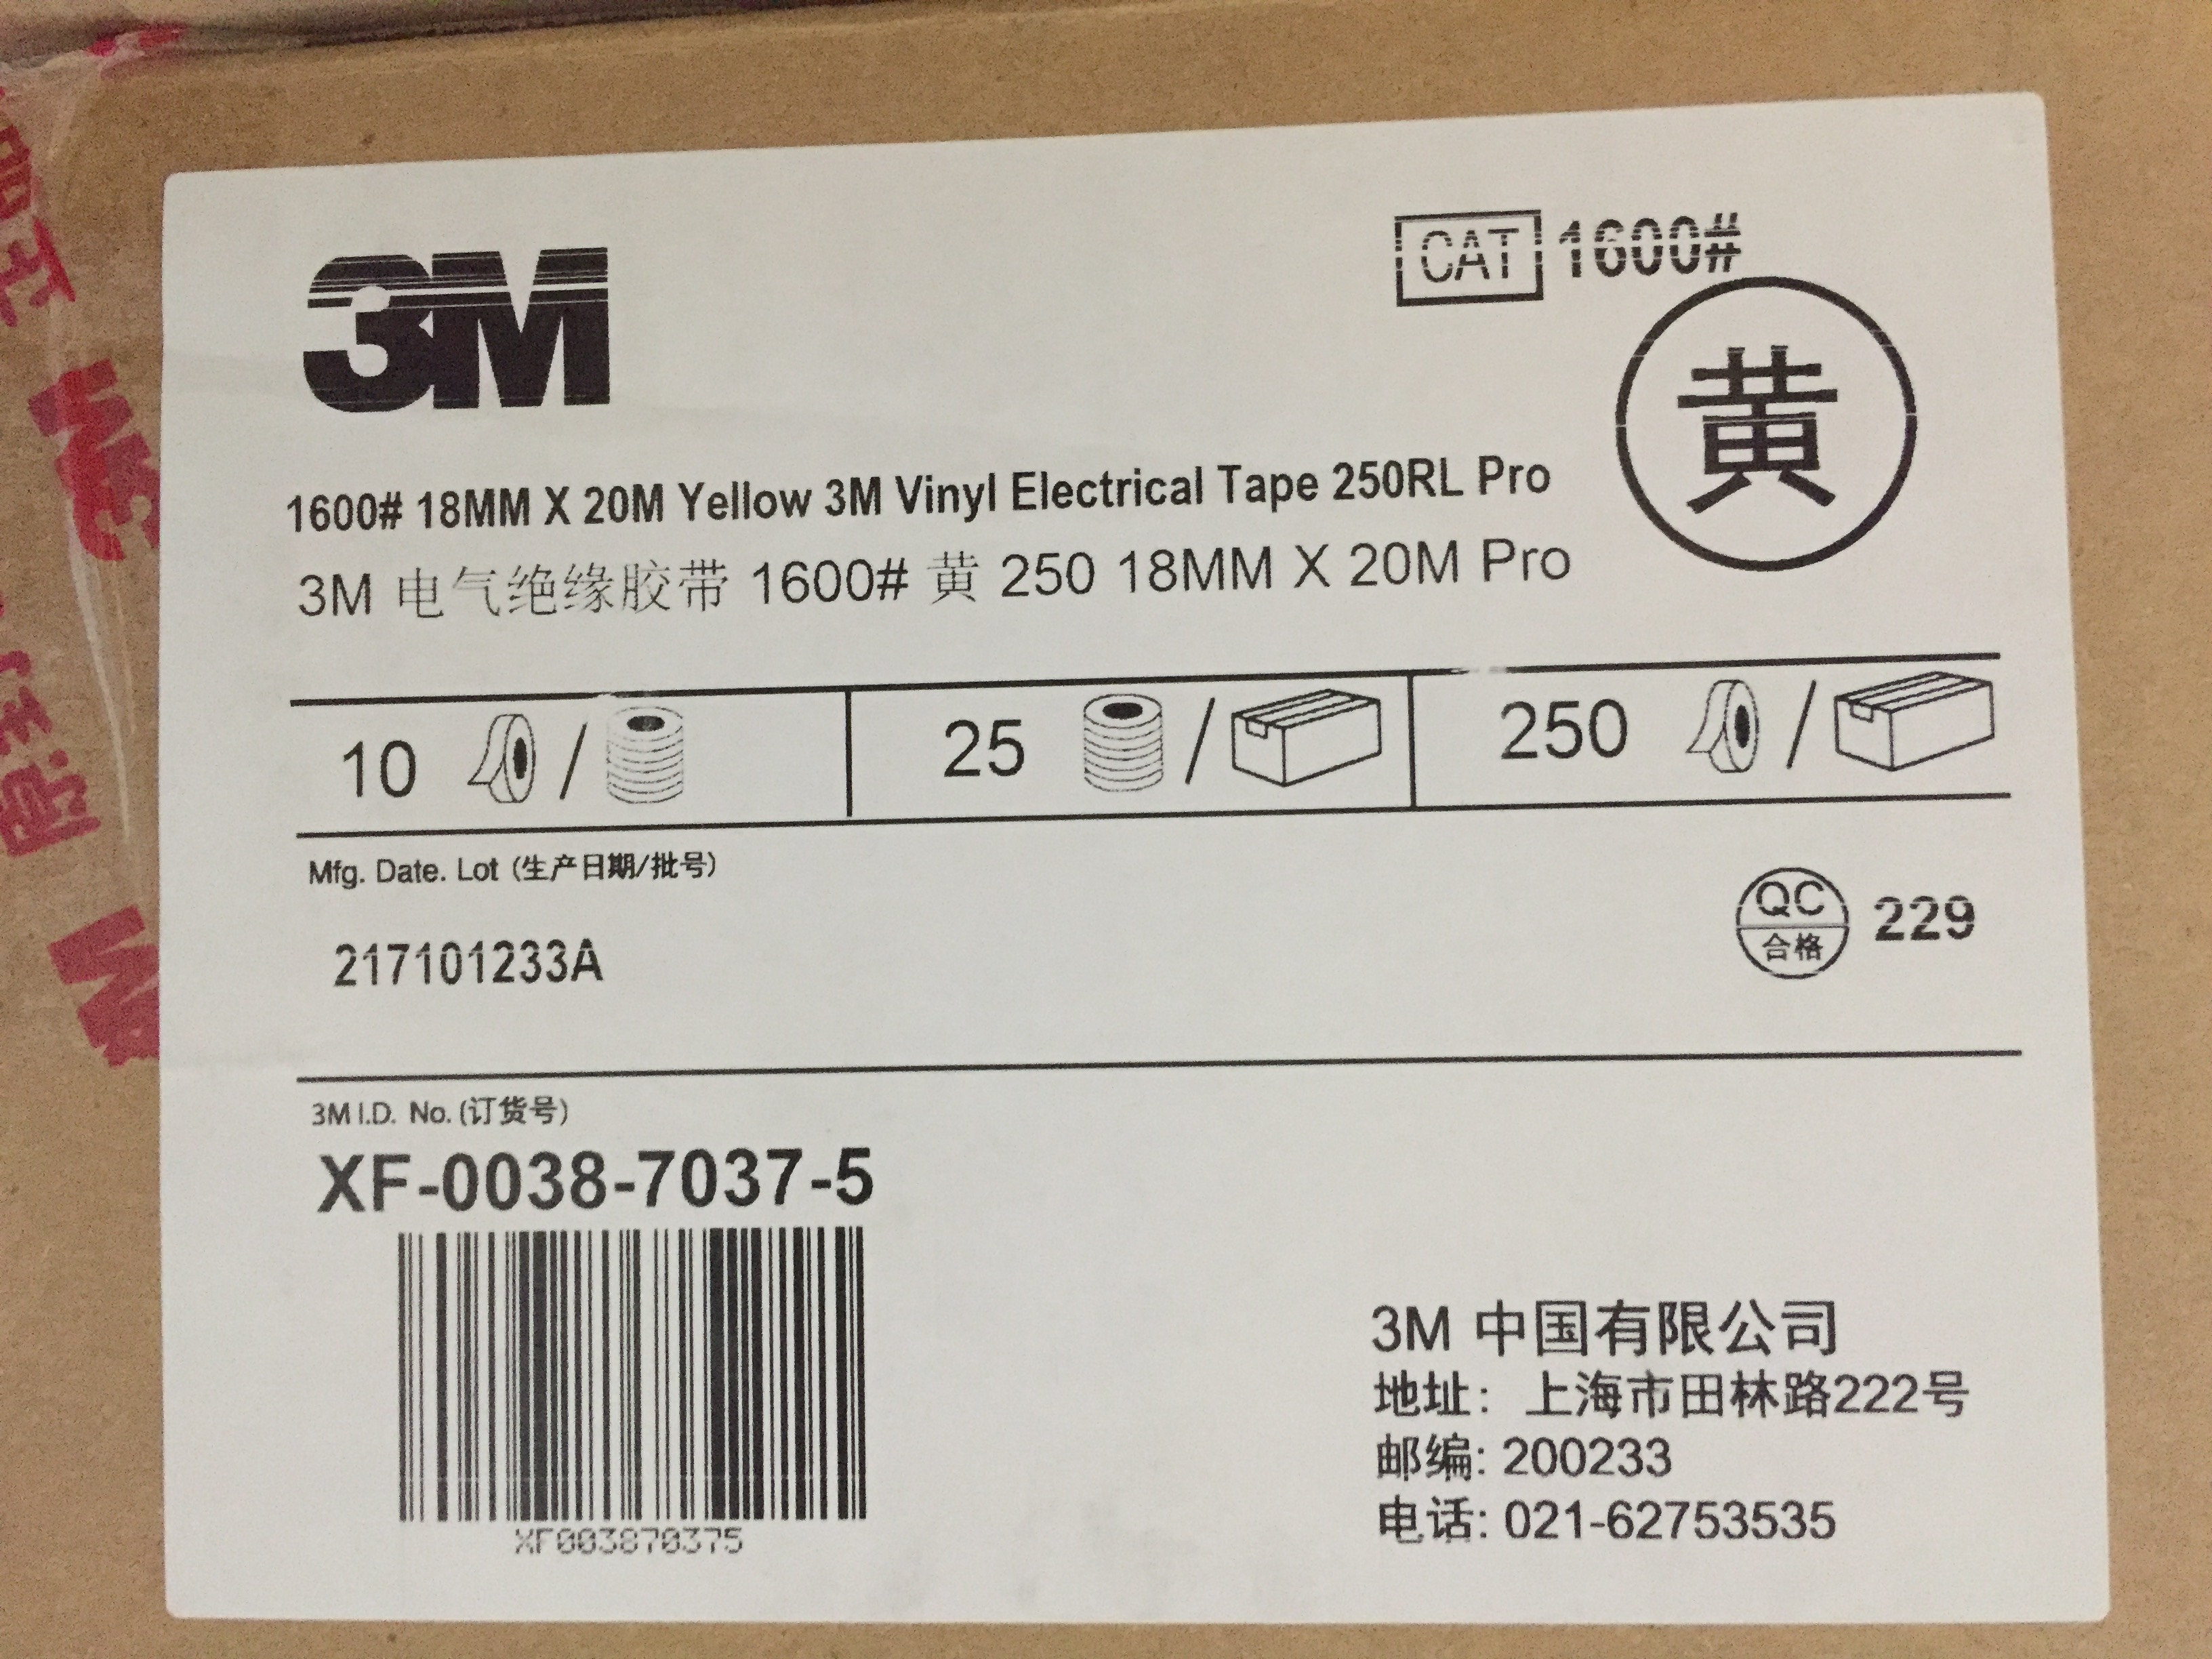 3M
CAT 1600#
黄
1600# 18MM X 20M Yellow 3M Vinyl Electrical Tape 250RL Pro
3M 电气绝缘胶带 1600# 黄 250 18MM X 20M Pro
10 /
25 /
250 /
Mfg. Date. Lot (生产日期/批号)
217101233A
QC
合格
229
3M I.D. No. (订货号)
XF-0038-7037-5
XF003870375
3M 中国有限公司
地址: 上海市田林路222号
邮编: 200233
电话: 021-62753535